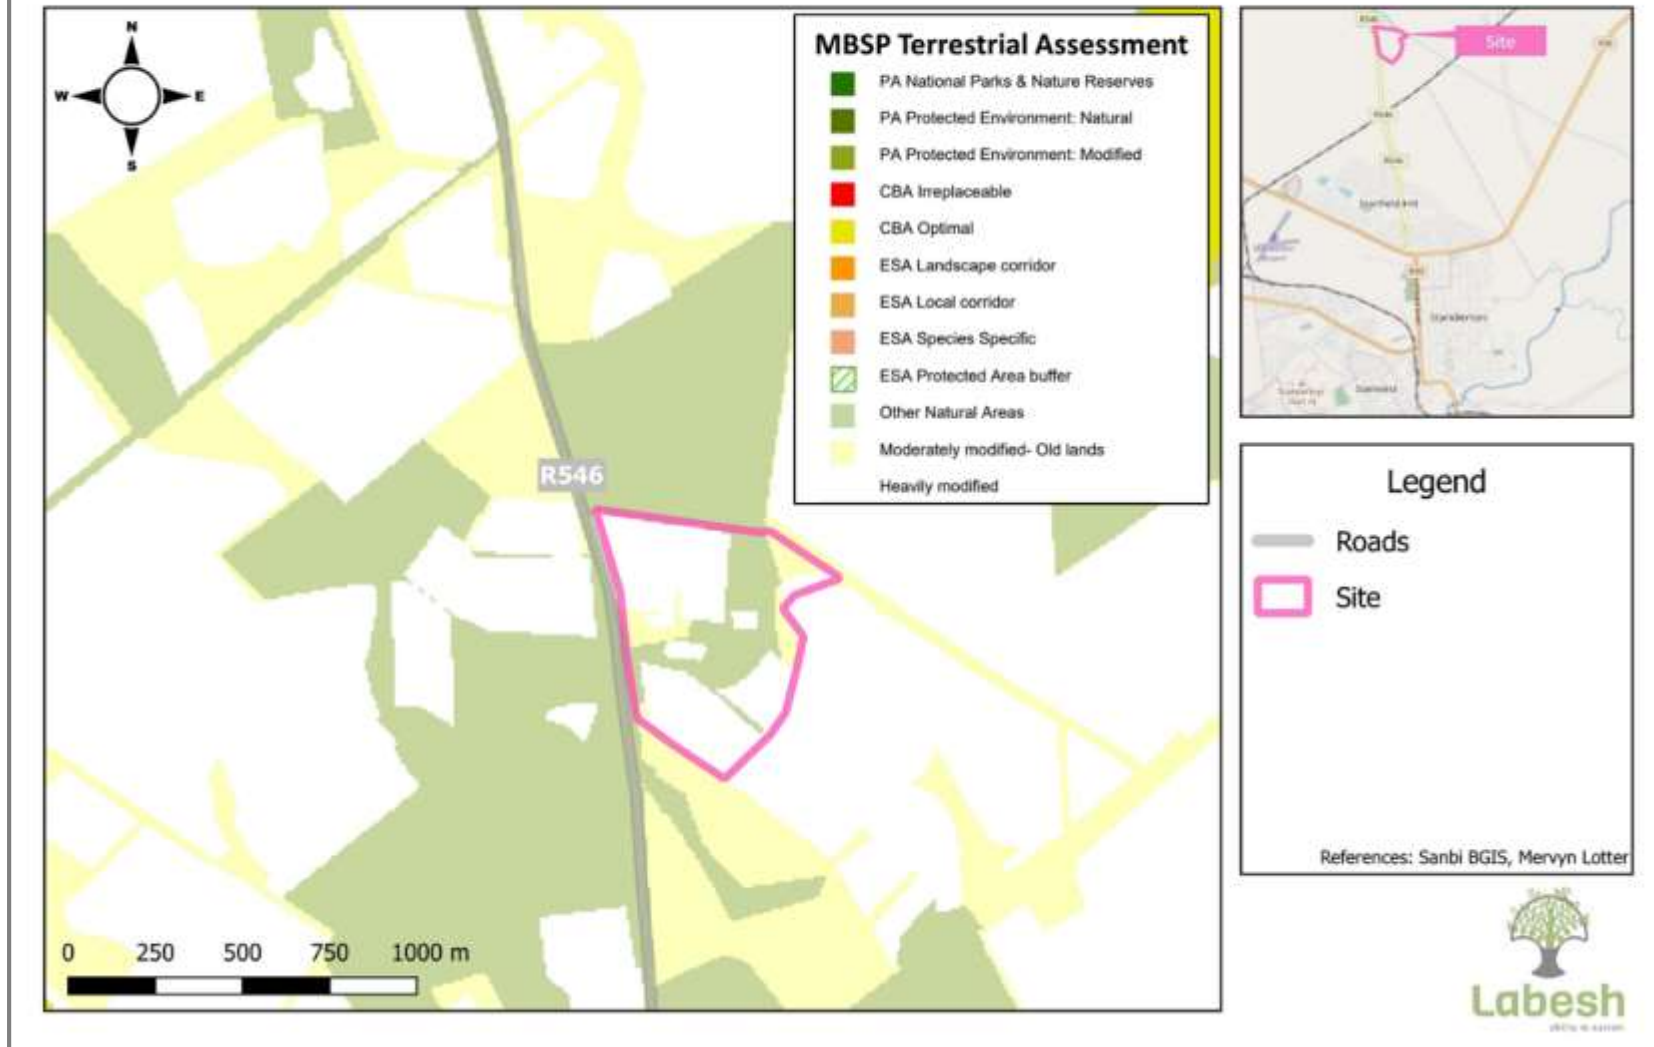 N
W
E
S
R546
0 250 500 750 1000 m
MBSP Terrestrial Assessment
PA National Parks & Nature Reserves
PA Protected Environment: Natural
PA Protected Environment: Modified
CBA Irreplaceable
CBA Optimal
ESA Landscape corridor
ESA Local corridor
ESA Species Specific
ESA Protected Area buffer
Other Natural Areas
Moderately modified- Old lands
Heavily modified
Site
Standerton
Legend
Roads
Site
References: Sanbi BGIS, Mervyn Lotter
Labesh